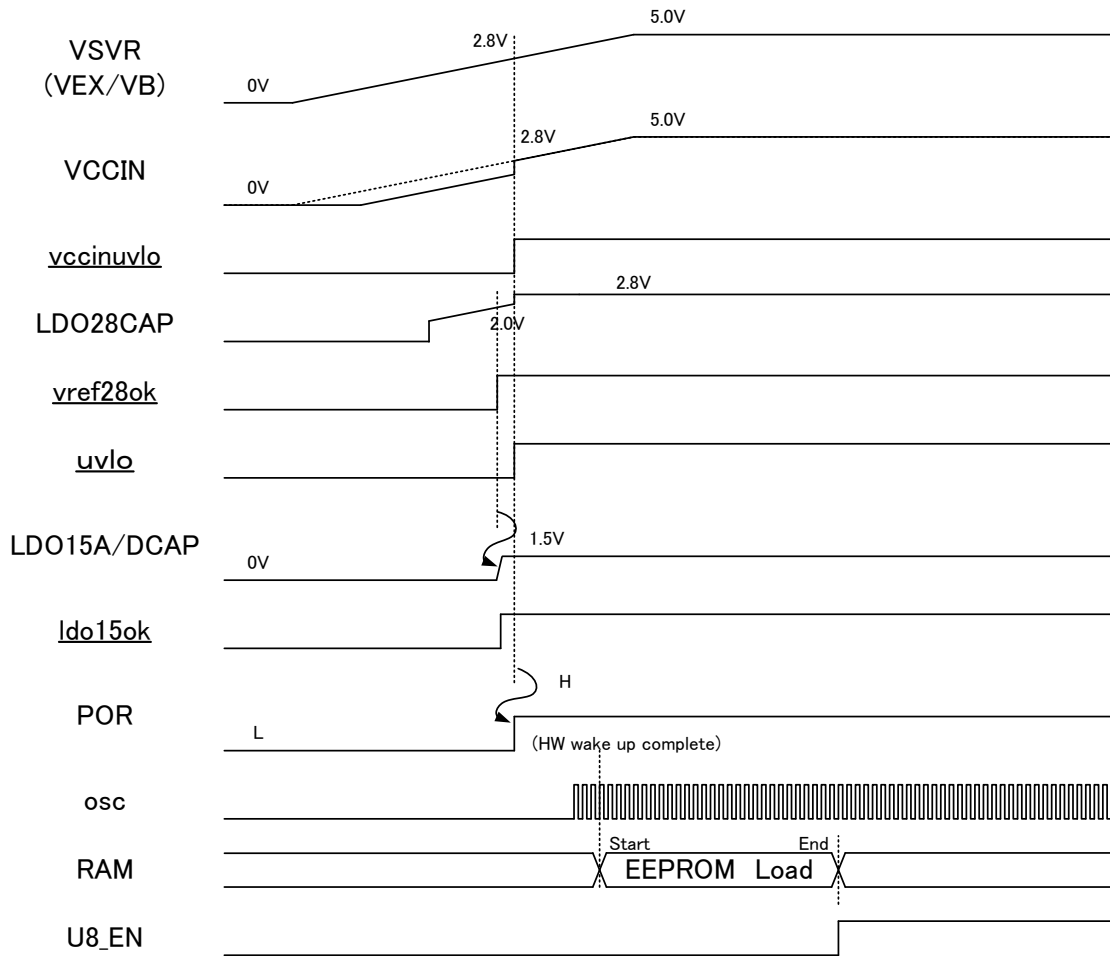 5.0V
2.8V
VSVR
(VEX/VB)
0V
5.0V
2.8V
VCCIN
0V
vccinuvlo
2.8V
LDO28CAP
2.0V
vref28ok
uvlo
LDO15A/DCAP
1.5V
0V
ldo15ok
H
POR
L
(HW wake up complete)
osc
Start
End
RAM
EEPROM Load
U8_EN